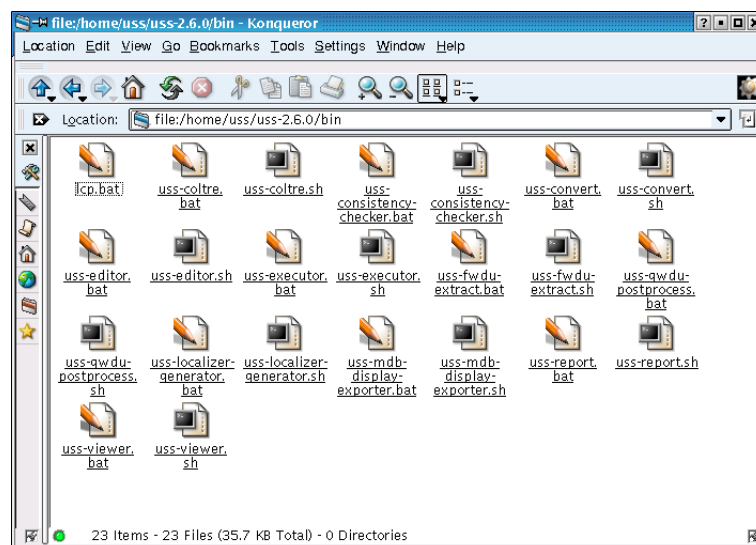 file:/home/uss/uss-2.6.0/bin - Konqueror
Location Edit View Go Bookmarks Tools Settings Window Help
Location: file:/home/uss/uss-2.6.0/bin
lcp.bat
uss-coltre.
bat
uss-coltre.sh
uss-
consistency-
checker.bat
uss-
consistency-
checker.sh
uss-convert.
bat
uss-convert.
sh
uss-editor.
bat
uss-editor.sh
uss-executor.
bat
uss-executor.
sh
uss-fwdu-
extract.bat
uss-fwdu-
extract.sh
uss-qwdu-
postprocess.
bat
uss-qwdu-
postprocess.
sh
uss-localizer-
generator.
bat
uss-localizer-
generator.sh
uss-mdb-
display-
exporter.bat
uss-mdb-
display-
exporter.sh
uss-report.
bat
uss-report.sh
uss-viewer.
bat
uss-viewer.
sh
23 Items - 23 Files (35.7 KB Total) - 0 Directories